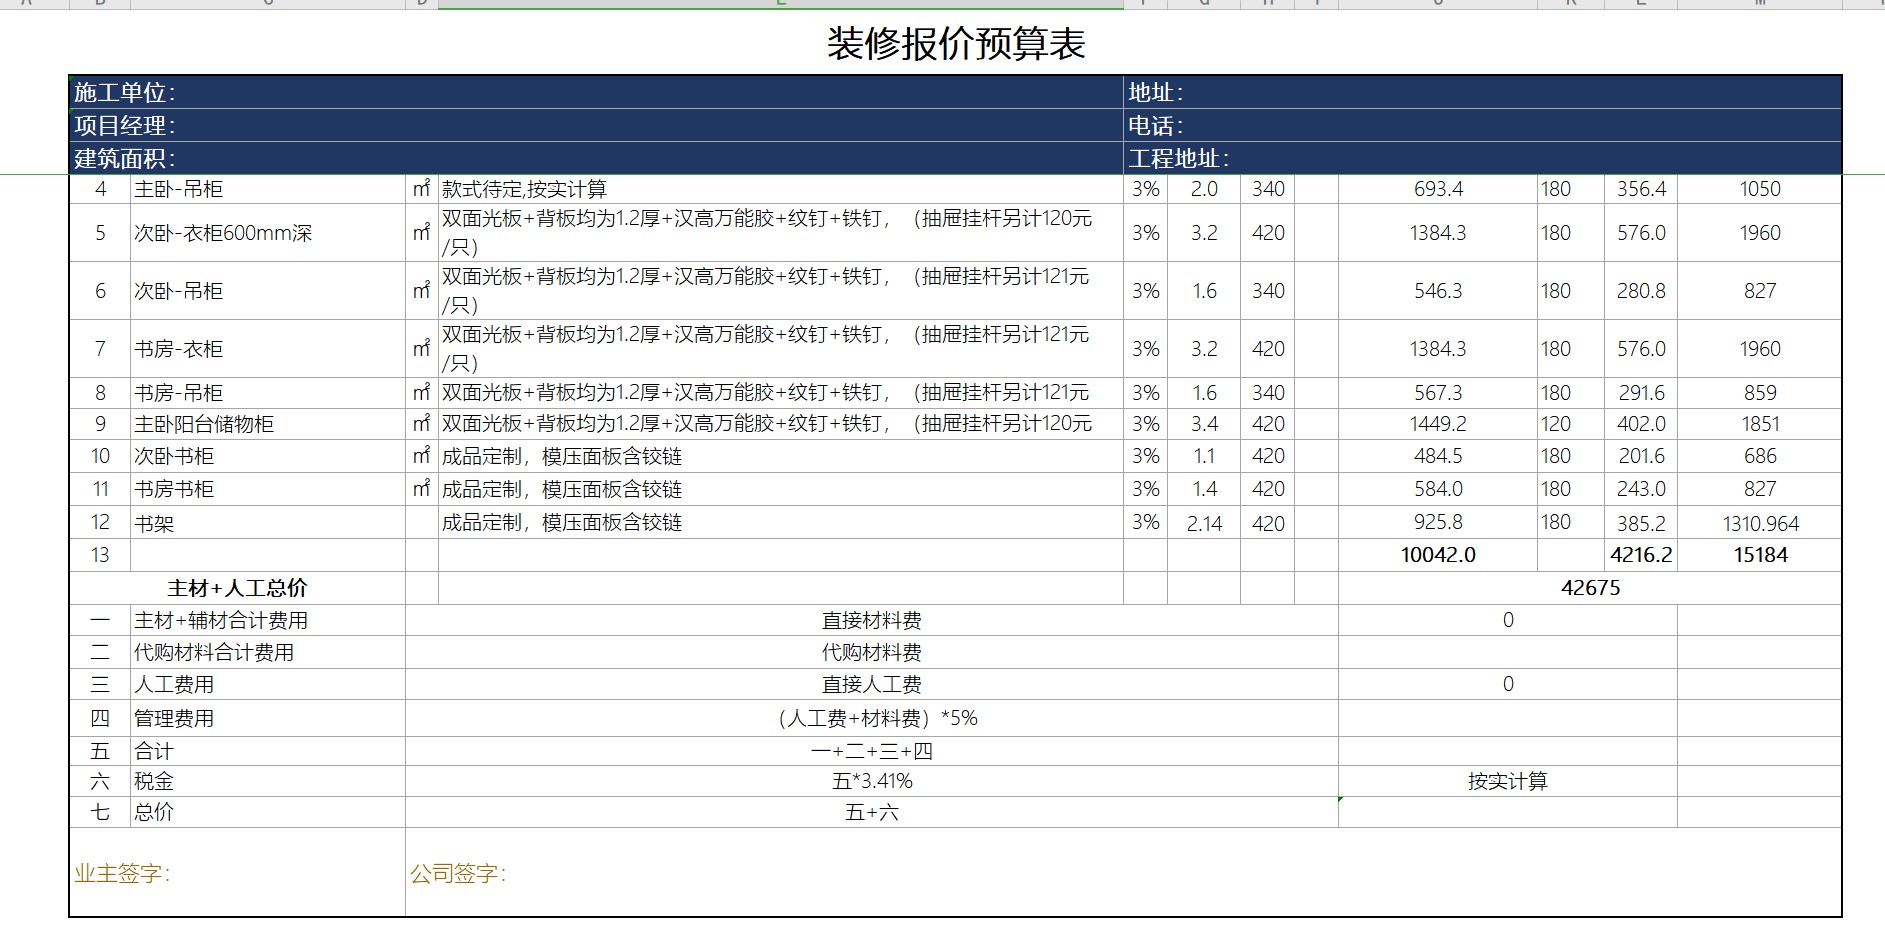 装修报价预算表
施工单位: 地址:
项目经理: 电话:
建筑面积: 工程地址:
4 主卧-吊柜 ㎡ 款式待定,按实计算 3% 2.0 340 693.4 180 356.4 1050
5 次卧-衣柜600mm深 ㎡ 双面光板+背板均为1.2厚+汉高万能胶+纹钉+铁钉，（抽屉挂杆另计120元
/只） 3% 3.2 420 1384.3 180 576.0 1960
6 次卧-吊柜 ㎡ 双面光板+背板均为1.2厚+汉高万能胶+纹钉+铁钉，（抽屉挂杆另计121元
/只） 3% 1.6 340 546.3 180 280.8 827
7 书房-衣柜 ㎡ 双面光板+背板均为1.2厚+汉高万能胶+纹钉+铁钉，（抽屉挂杆另计121元
/只） 3% 3.2 420 1384.3 180 576.0 1960
8 书房-吊柜 ㎡ 双面光板+背板均为1.2厚+汉高万能胶+纹钉+铁钉，（抽屉挂杆另计121元 3% 1.6 340 567.3 180 291.6 859
9 主卧阳台储物柜 ㎡ 双面光板+背板均为1.2厚+汉高万能胶+纹钉+铁钉，（抽屉挂杆另计120元 3% 3.4 420 1449.2 120 402.0 1851
10 次卧书柜 ㎡ 成品定制，模压面板含铰链 3% 1.1 420 484.5 180 201.6 686
11 书房书柜 ㎡ 成品定制，模压面板含铰链 3% 1.4 420 584.0 180 243.0 827
12 书架 成品定制，模压面板含铰链 3% 2.14 420 925.8 180 385.2 1310.964
13 10042.0 4216.2 15184
主材+人工总价 42675
一 主材+辅材合计费用 直接材料费 0
二 代购材料合计费用 代购材料费
三 人工费用 直接人工费 0
四 管理费用 （人工费+材料费）*5%
五 合计 一+二+三+四
六 税金 五*3.41% 按实计算
七 总价 五+六
业主签字: 公司签字: